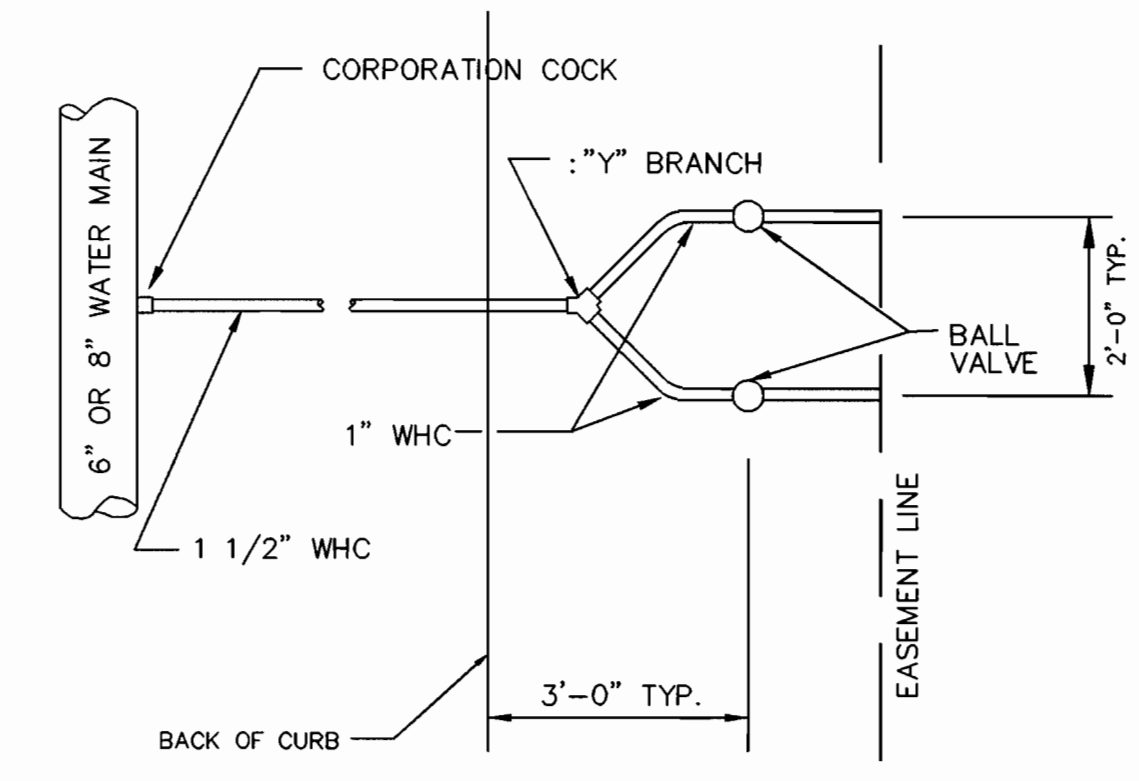 CORPORATION COCK
:"Y" BRANCH
6" OR 8" WATER MAIN
2'-0" TYP.
BALL
VALVE
1" WHC
1 1/2" WHC
EASEMENT LINE
3'-0" TYP.
BACK OF CURB